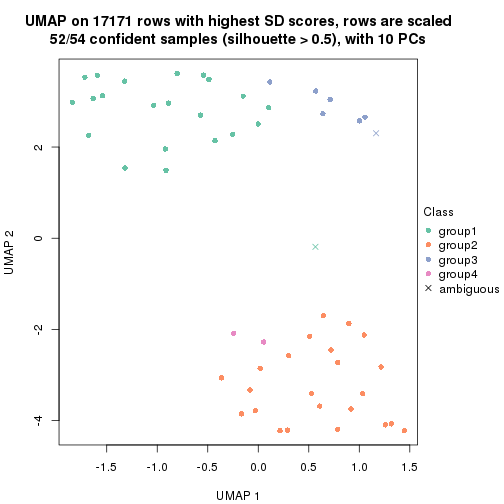 UMAP on 17171 rows with highest SD scores, rows are scaled
52/54 confident samples (silhouette > 0.5), with 10 PCs
UMAP 2
2
0
-2
-4
-1.5
-1.0
-0.5
0.0
0.5
1.0
1.5
UMAP 1
Class
group1
group2
group3
group4
ambiguous